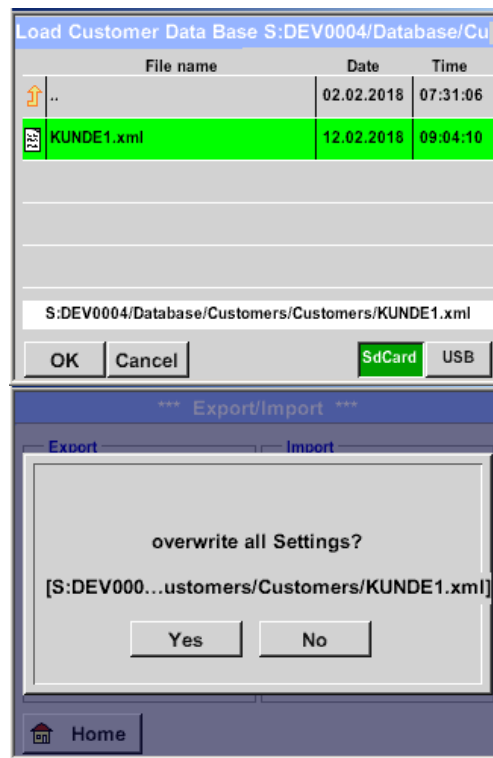 Load Customer Data Base S:DEV0004/Database/Cu
File name Date Time
.. 02.02.2018 07:31:06
KUNDE1.xml 12.02.2018 09:04:10
S:DEV0004/Database/Customers/Customers/KUNDE1.xml
OK Cancel SdCard USB
*** Export/Import ***
Export Import
overwrite all Settings?
[S:DEV000...ustomers/Customers/KUNDE1.xml]
Yes No
Home